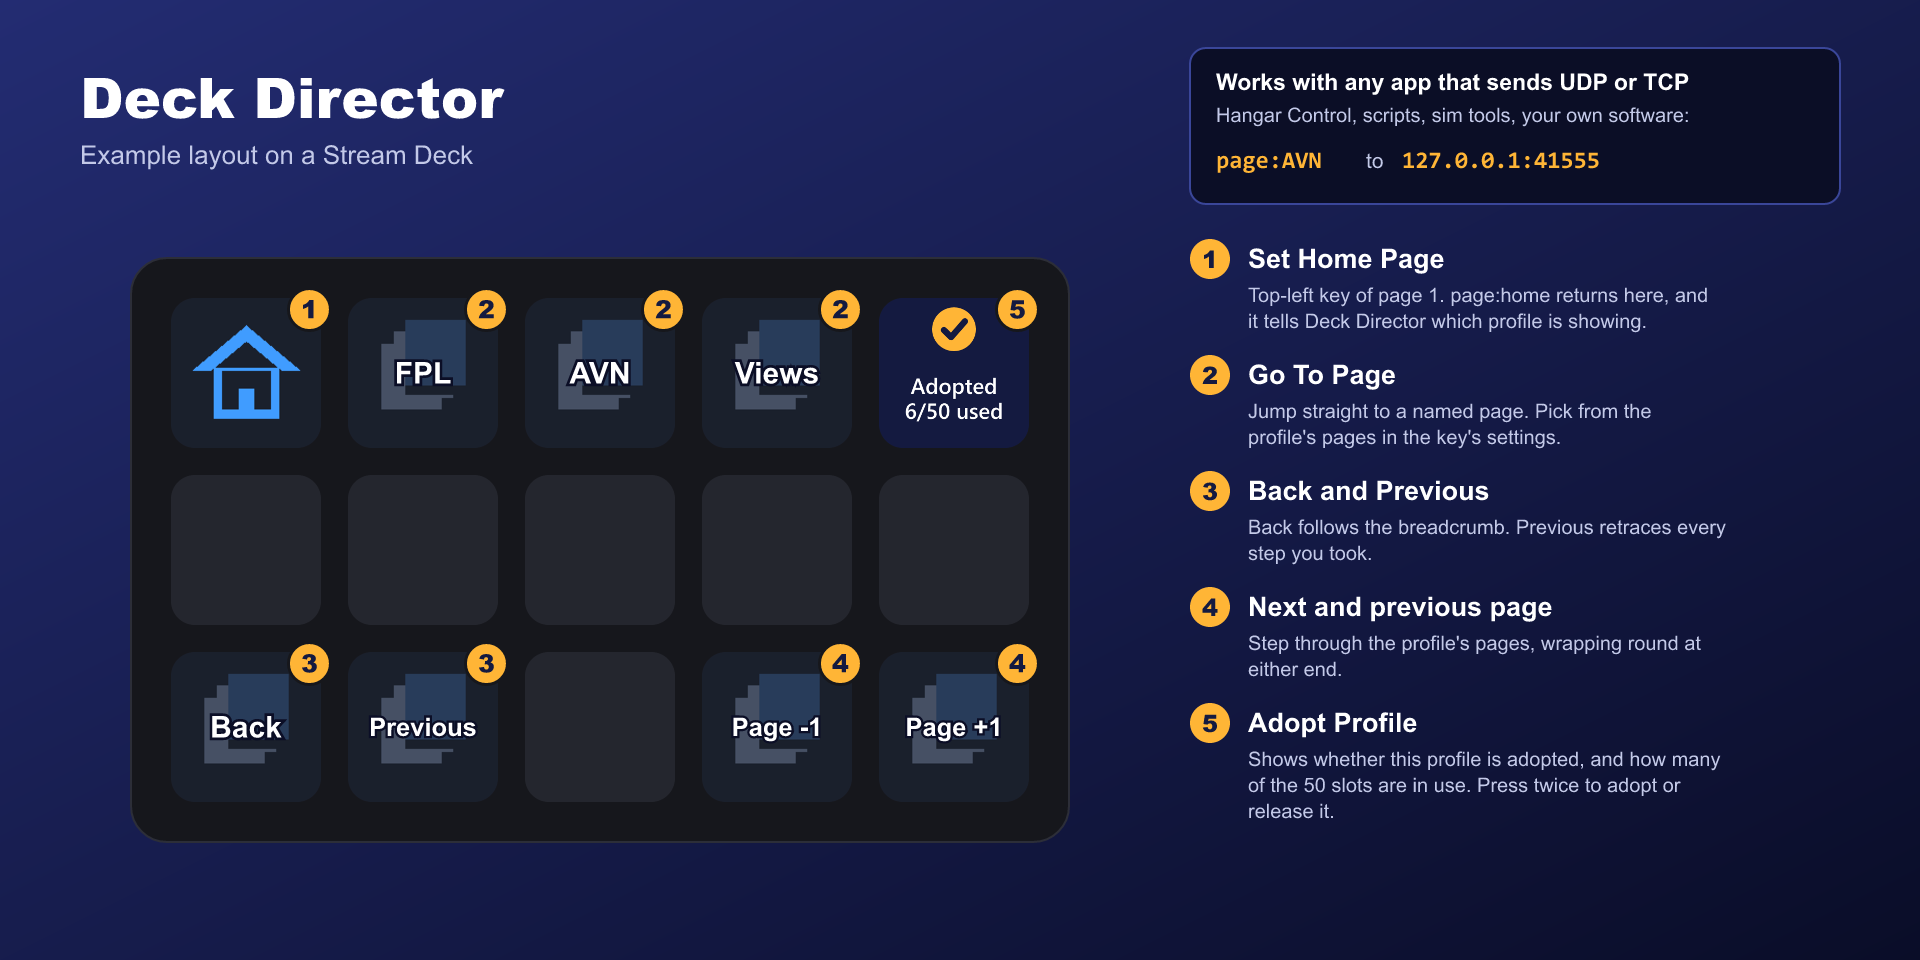 Deck Director
Example layout on a Stream Deck
1
2
2
2
5
FPL
AVN
Views
Adopted
6/50 used
3
3
4
4
Back
Previous
Page -1
Page +1
Works with any app that sends UDP or TCP
Hangar Control, scripts, sim tools, your own software:
page:AVN to 127.0.0.1:41555
1 Set Home Page
Top-left key of page 1. page:home returns here, and
it tells Deck Director which profile is showing.
2 Go To Page
Jump straight to a named page. Pick from the
profile's pages in the key's settings.
3 Back and Previous
Back follows the breadcrumb. Previous retraces every
step you took.
4 Next and previous page
Step through the profile's pages, wrapping round at
either end.
5 Adopt Profile
Shows whether this profile is adopted, and how many
of the 50 slots are in use. Press twice to adopt or
release it.